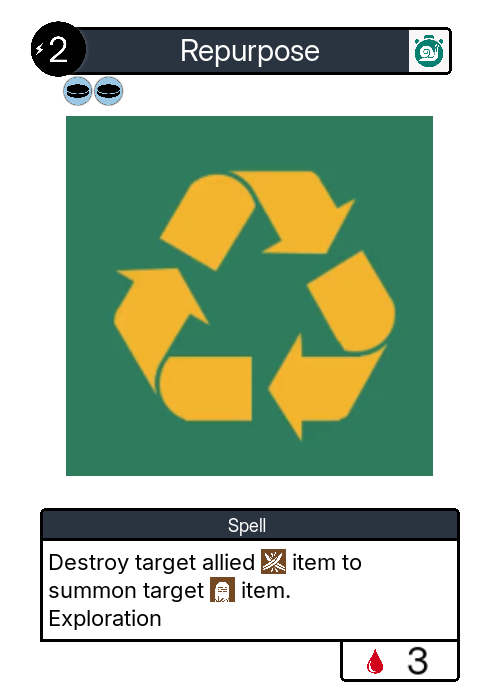 2
Repurpose
Spell
Destroy target allied item to
summon target item.
Exploration
3